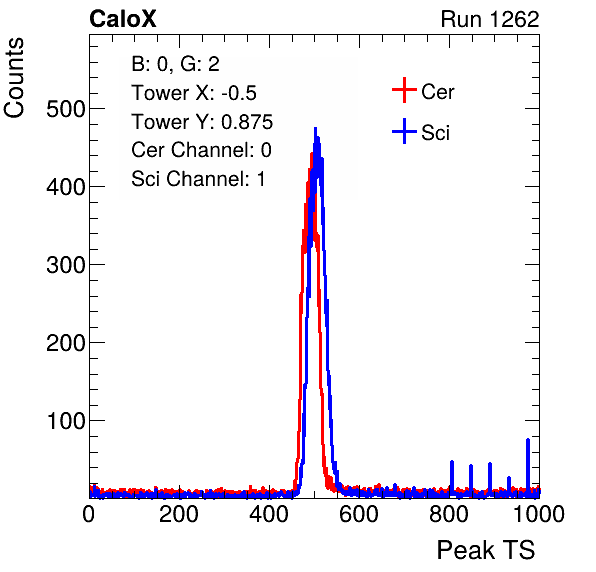 CaloX Run 1262
Counts
B: 0, G: 2
Tower X: -0.5
Tower Y: 0.875
Cer Channel: 0
Sci Channel: 1
Cer
Sci
500
400
300
200
100
0 200 400 600 800 1000
Peak TS